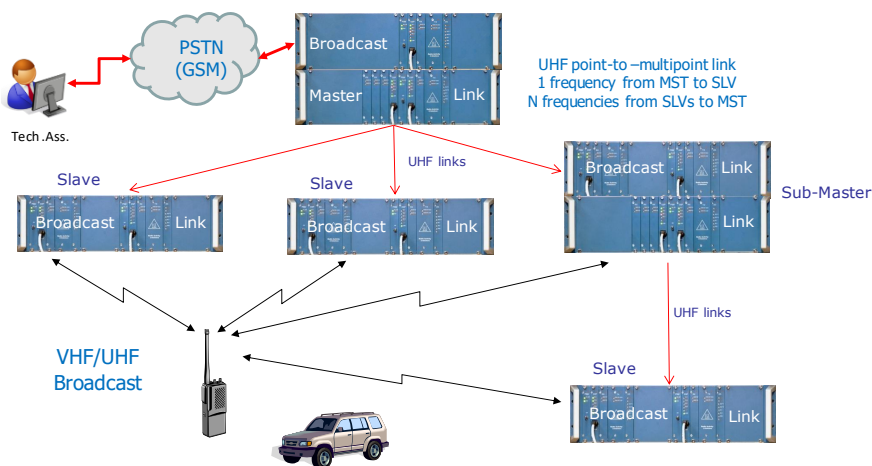 PSTN
(GSM)
Tech.Ass.
Broadcast
Master
Link
UHF point-to –multipoint link
1 frequency from MST to SLV
N frequencies from SLVs to MST
UHF links
Slave
Broadcast
Link
Slave
Broadcast
Link
Broadcast
Link
Link
Sub-Master
UHF links
VHF/UHF
Broadcast
Slave
Broadcast
Link